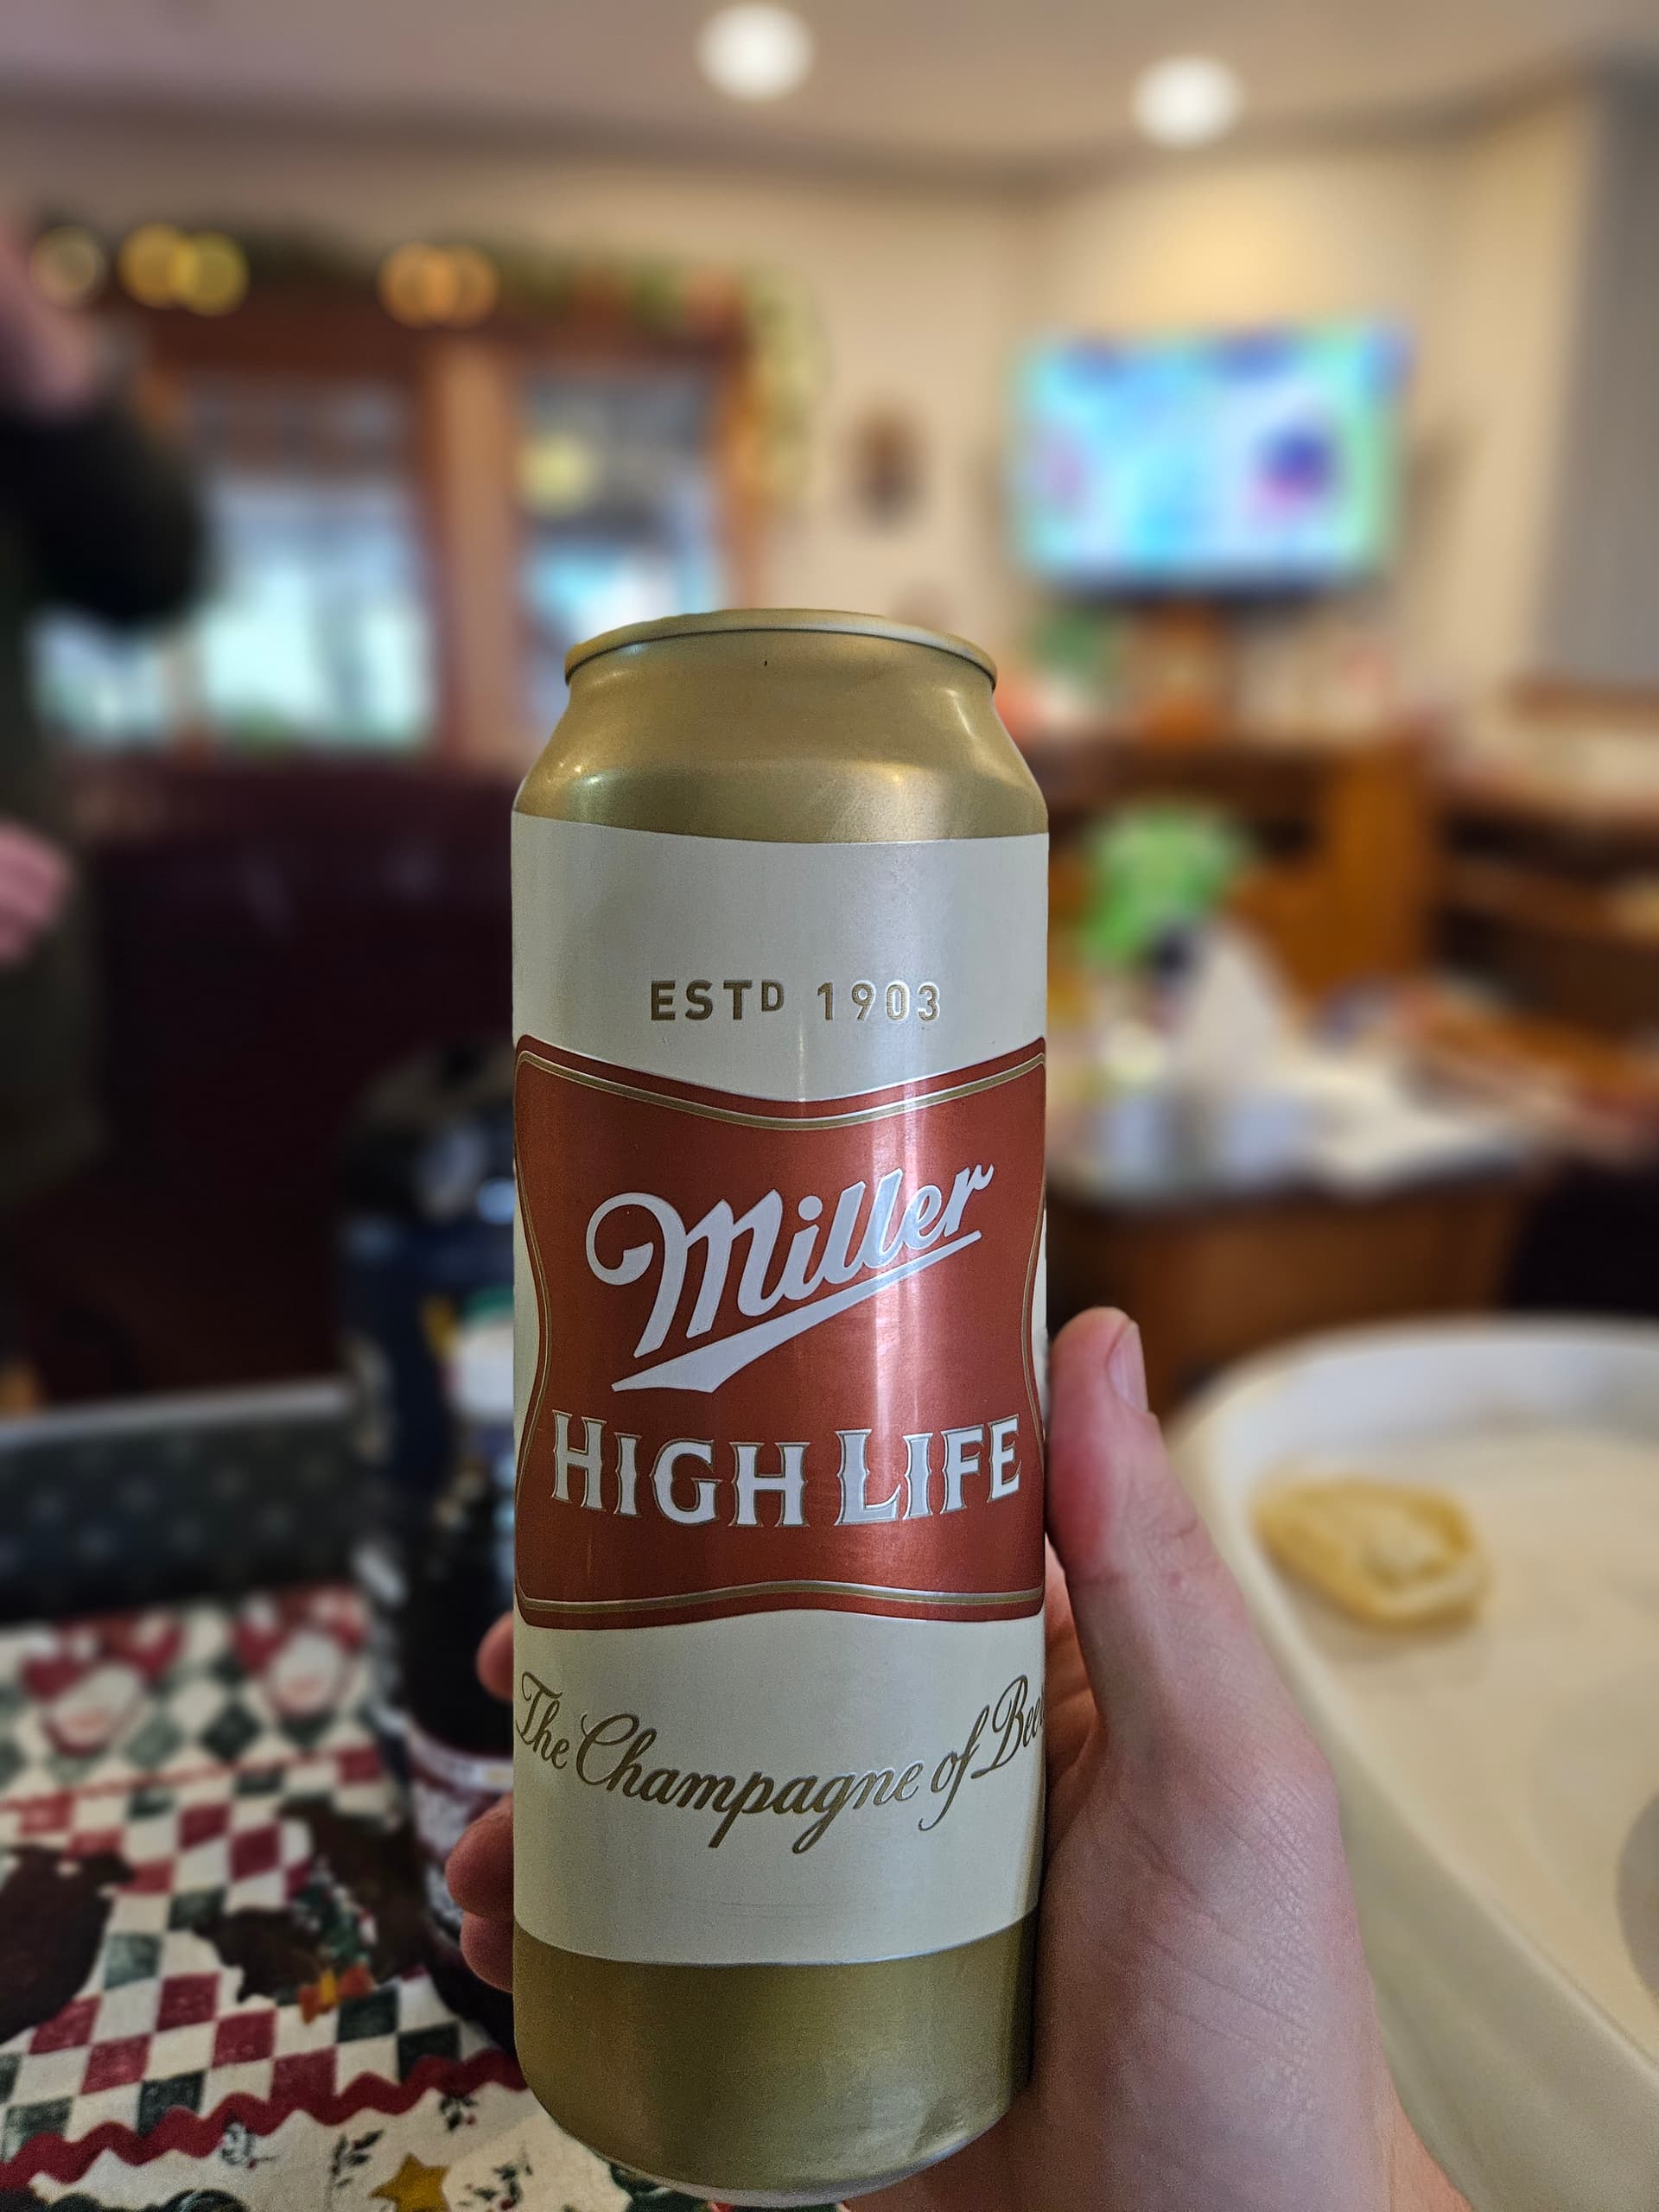 ESTD 1903
Miller
HIGH LIFE
The Champagne of